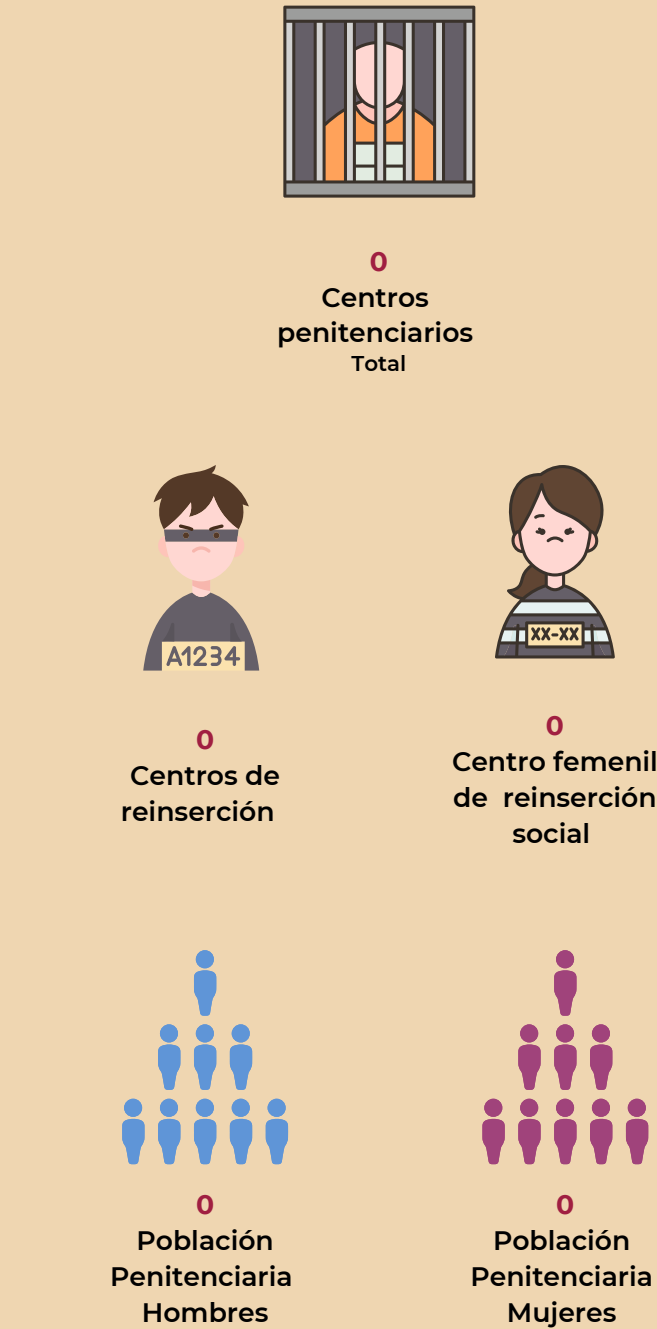 0
Centros
penitenciarios
Total
A1234
XX-XX
0
Centros de
reinserción
0
Centro femenil
de reinserción
social
0
Población
Penitenciaria
Hombres
0
Población
Penitenciaria
Mujeres